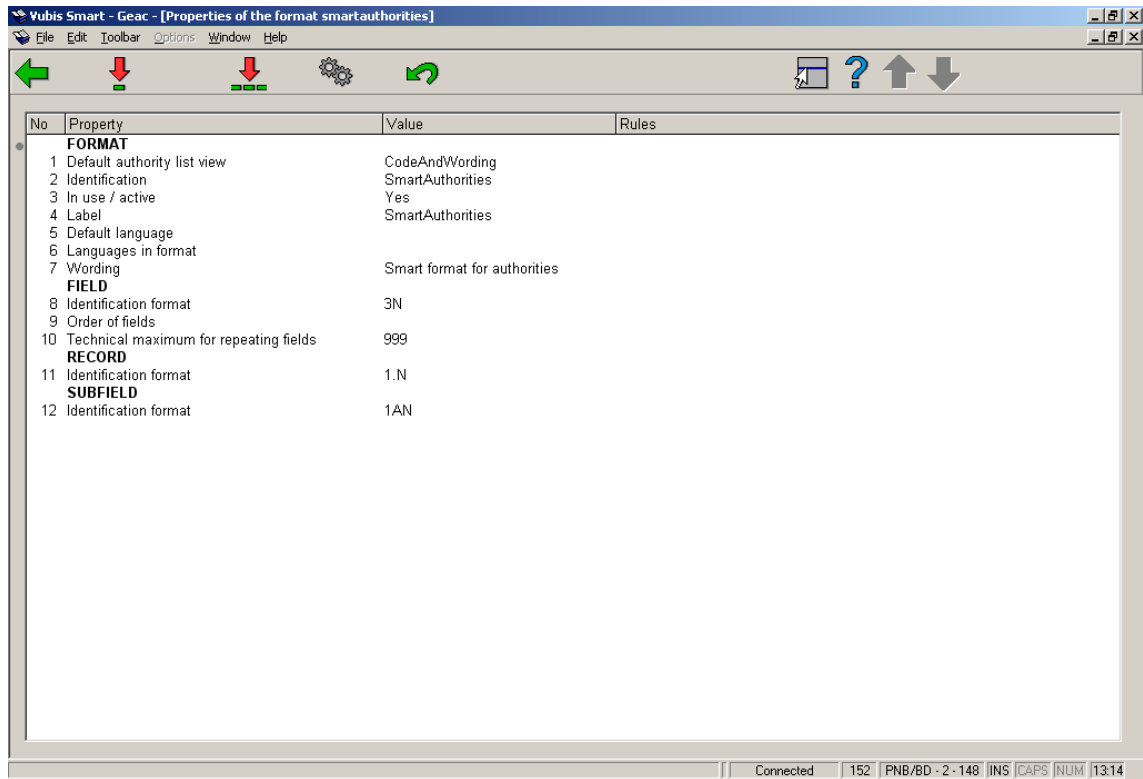 Vubis Smart - Geac - [Properties of the format smartauthorities]
File Edit Toolbar Options Window Help
No Property Value Rules
FORMAT
1 Default authority list view CodeAndWording
2 Identification SmartAuthorities
3 In use / active Yes
4 Label SmartAuthorities
5 Default language
6 Languages in format
7 Wording Smart format for authorities
FIELD
8 Identification format 3N
9 Order of fields
10 Technical maximum for repeating fields 999
RECORD
11 Identification format 1.N
SUBFIELD
12 Identification format 1AN
Connected 152 PNB/BD - 2 - 148 INS CAPS NUM 13:14